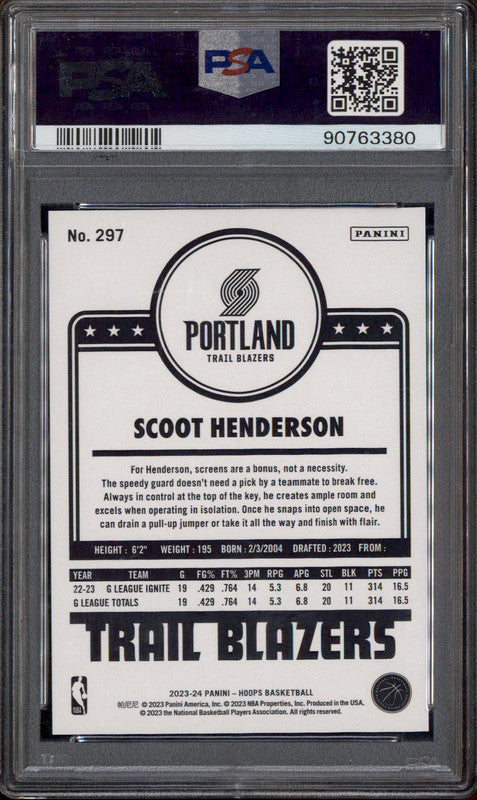 PSA
PSA
90763380
No. 297
PANINI
PORTLAND
TRAIL BLAZERS
SCOOT HENDERSON
For Henderson, screens are a bonus, not a necessity.
The speedy guard doesn't need a pick by a teammate to break free.
Always in control at the top of the key, he creates ample room and
excels when operating in isolation. Once he snaps into open space, he
can drain a pull-up jumper or take it all the way and finish with flair.
HEIGHT: 6'2" WEIGHT: 195 BORN: 2/3/2004 DRAFTED: 2023 FROM:
YEAR TEAM G FG% FT% 3PM RPG APG STL BLK PTS PPG
22-23 G LEAGUE IGNITE 19 .429 .764 14 5.3 6.8 20 11 314 16.5
G LEAGUE TOTALS 19 .429 .764 14 5.3 6.8 20 11 314 16.5
TRAIL BLAZERS
2023-24 PANINI – HOOPS BASKETBALL
帕尼尼 © 2023 Panini America, Inc. © 2023 NBA Properties, Inc. Produced in the USA.
© 2023 the National Basketball Players Association. All rights reserved.
NBA